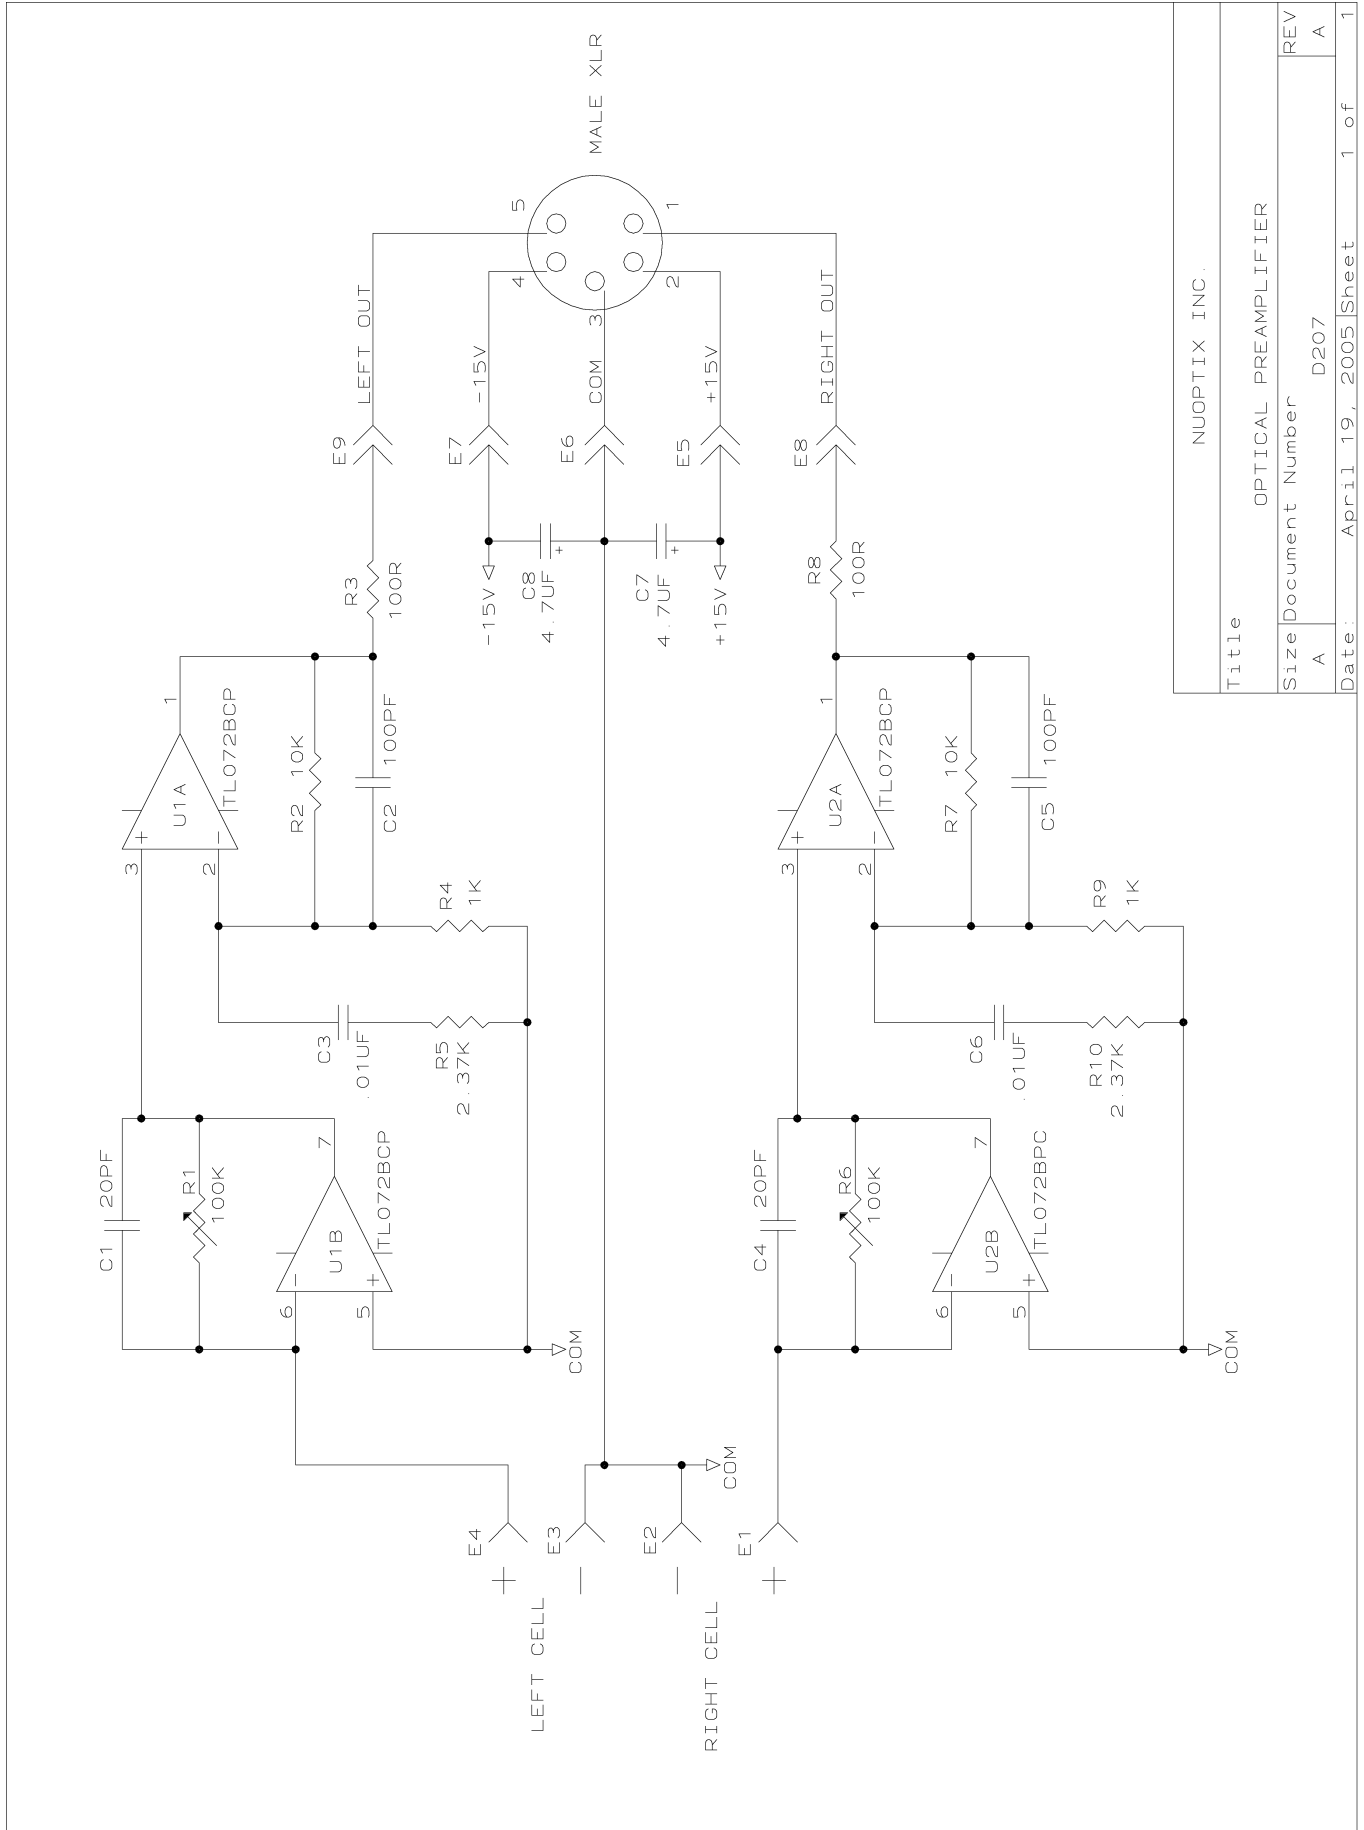 C1 20PF
R1
100K
6
5
-
+
U1B
7
TL072BCP
COM
C3
.01UF
R5
2.37K
R4
1K
3
2
+
-
U1A
1
TL072BCP
R2 10K
C2 100PF
R3
100R
E9
LEFT OUT
-15V
E7
-15V
C8
4.7UF
+
E6
COM
C7
4.7UF
+
+15V
E5
+15V
5
4
3
2
1
MALE XLR
E4
+
LEFT CELL
E3
-
E2
-
RIGHT CELL
E1
+
COM
C4 20PF
R6
100K
6
5
-
+
U2B
7
TL072BPC
COM
C6
.01UF
R10
2.37K
R9
1K
3
2
+
-
U2A
1
TL072BCP
R7 10K
C5 100PF
R8
100R
E8
RIGHT OUT
NUOPTIX INC.
Title
OPTICAL PREAMPLIFIER
Size Document Number REV
A D207 A
Date: April 19, 2005 Sheet 1 of 1